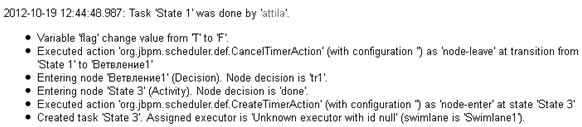 2012-10-19 12:44:48.987: Task 'State 1' was done by 'attila'.
Variable 'flag' change value from 'T' to 'F'.
Executed action 'org.jbpm.scheduler.def.CancelTimerAction' (with configuration '') as 'node-leave' at transition from
'State 1' to 'Ветвление1'
Entering node 'Ветвление1' (Decision). Node decision is 'tr1'.
Entering node 'State 3' (Activity). Node decision is 'done'.
Executed action 'org.jbpm.scheduler.def.CreateTimerAction' (with configuration '') as 'node-enter' at state 'State 3'
Created task 'State 3'. Assigned executor is 'Unknown executor with id null' (swimlane is 'Swimlane1').